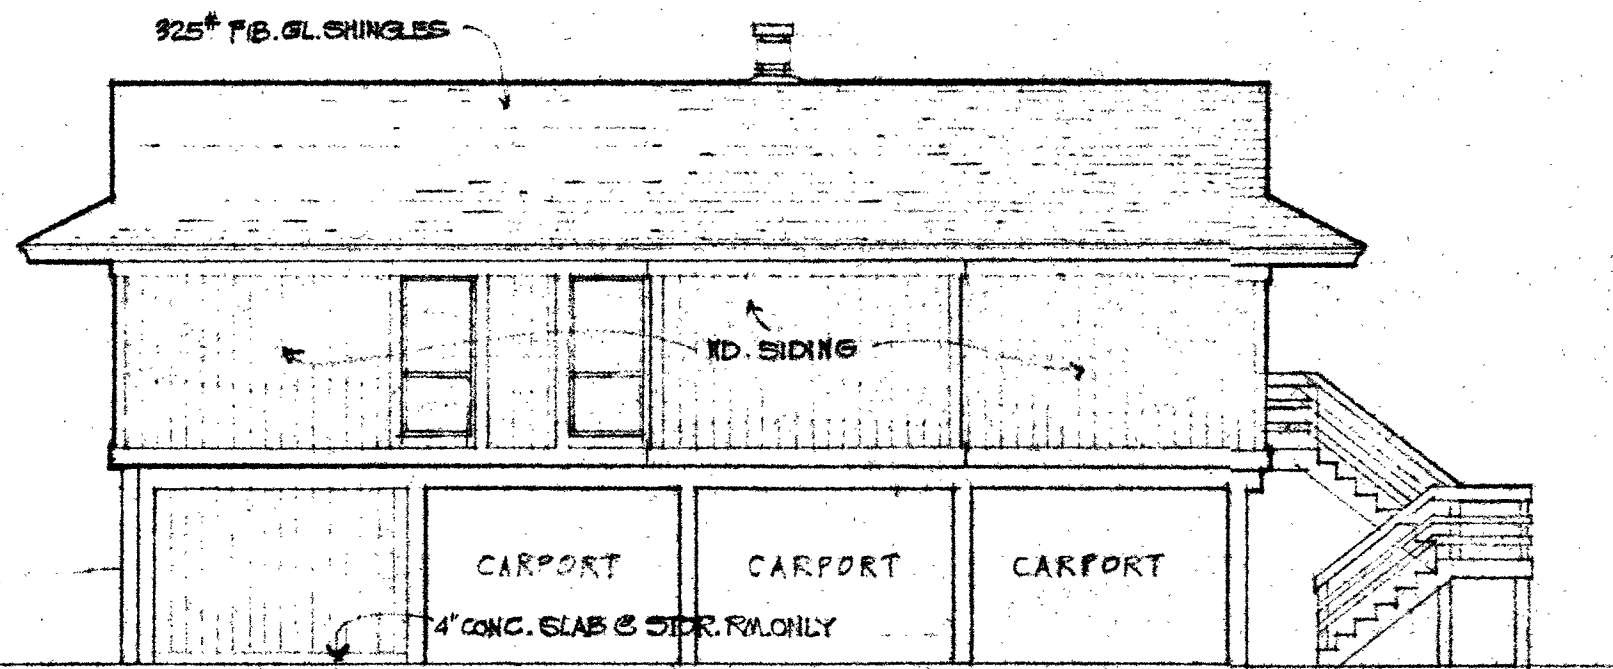 325# FIB. GL. SHINGLES
WD. SIDING
CARPORT CARPORT CARPORT
4" CONC. SLAB @ STOR. RM. ONLY